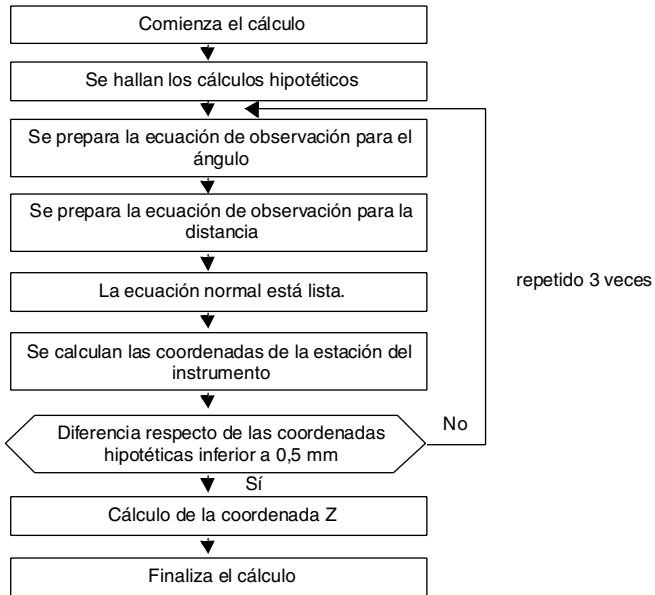 Comienza el cálculo
Se hallan los cálculos hipotéticos
Se prepara la ecuación de observación para el
ángulo
Se prepara la ecuación de observación para la
distancia
repetido 3 veces
La ecuación normal está lista.
Se calculan las coordenadas de la estación del
instrumento
Diferencia respecto de las coordenadas
hipotéticas inferior a 0,5 mm
No
Sí
Cálculo de la coordenada Z
Finaliza el cálculo